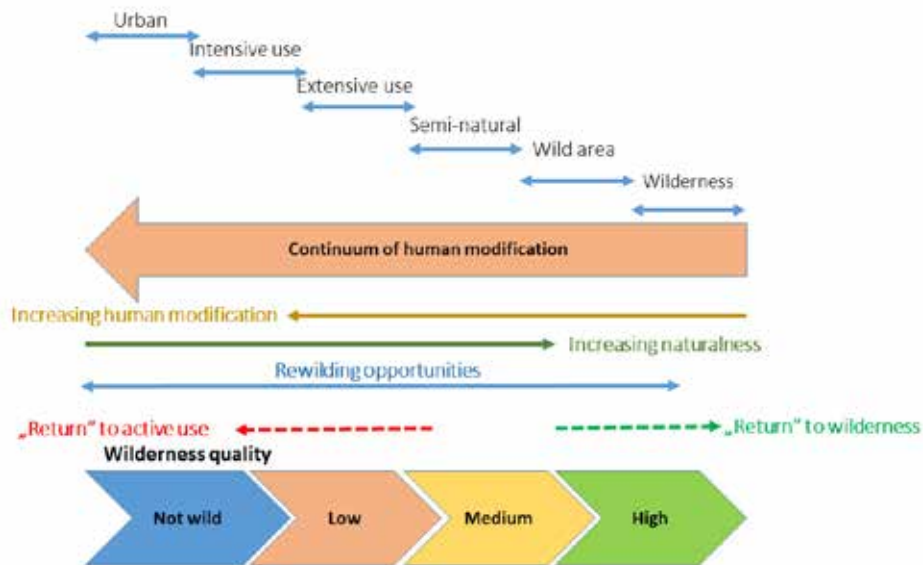 Urban
Intensive use
Extensive use
Semi-natural
Wild area
Wilderness
Continuum of human modification
Increasing human modification
Increasing naturalness
Rewilding opportunities
„Return” to active use
„Return” to wilderness
Wilderness quality
Not wild
Low
Medium
High